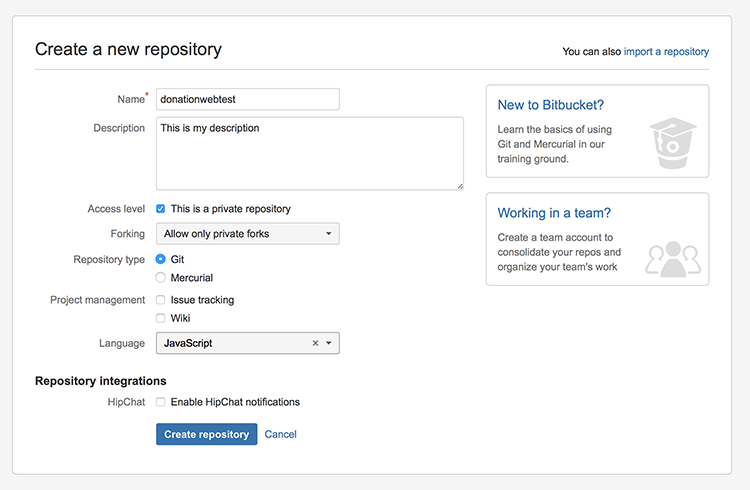 Create a new repository
You can also import a repository
Name*
donationwebtest
Description
This is my description
Access level
This is a private repository
Forking
Allow only private forks
Repository type
Git
Mercurial
Project management
Issue tracking
Wiki
Language
JavaScript
Repository integrations
HipChat
Enable HipChat notifications
Create repository
Cancel
New to Bitbucket?
Learn the basics of using
Git and Mercurial in our
training ground.
Working in a team?
Create a team account to
consolidate your repos and
organize your team's work